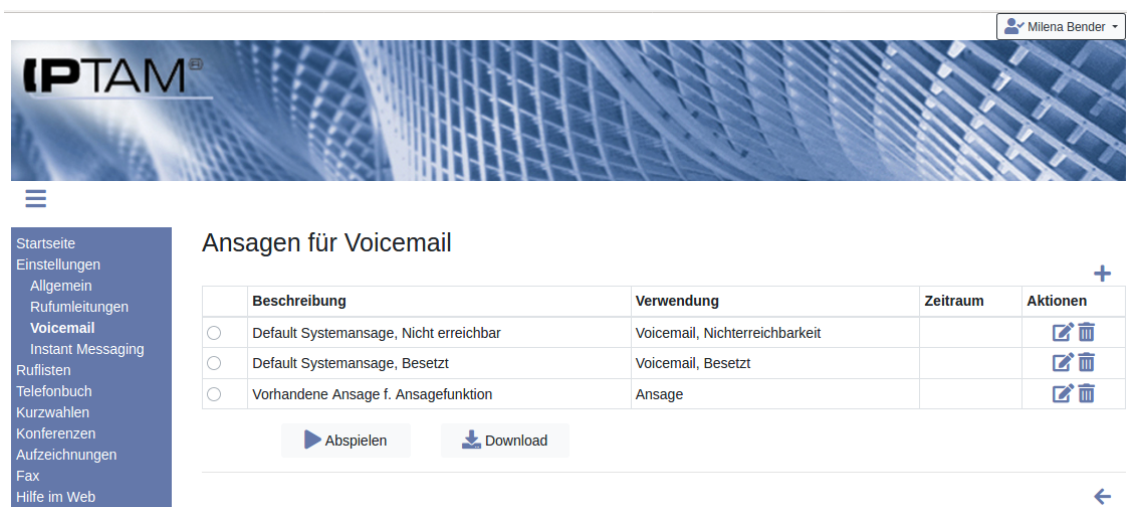 Milena Bender
IPTAM®
Startseite
Einstellungen
Allgemein
Rufumleitungen
Voicemail
Instant Messaging
Ruflisten
Telefonbuch
Kurzwahlen
Konferenzen
Aufzeichnungen
Fax
Hilfe im Web
Ansagen für Voicemail
Beschreibung Verwendung Zeitraum Aktionen
Default Systemansage, Nicht erreichbar Voicemail, Nichterreichbarkeit
Default Systemansage, Besetzt Voicemail, Besetzt
Vorhandene Ansage f. Ansagefunktion Ansage
Abspielen Download